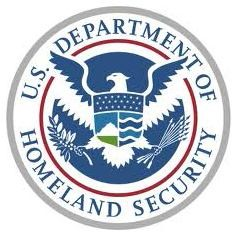 U.S. DEPARTMENT OF
HOMELAND SECURITY